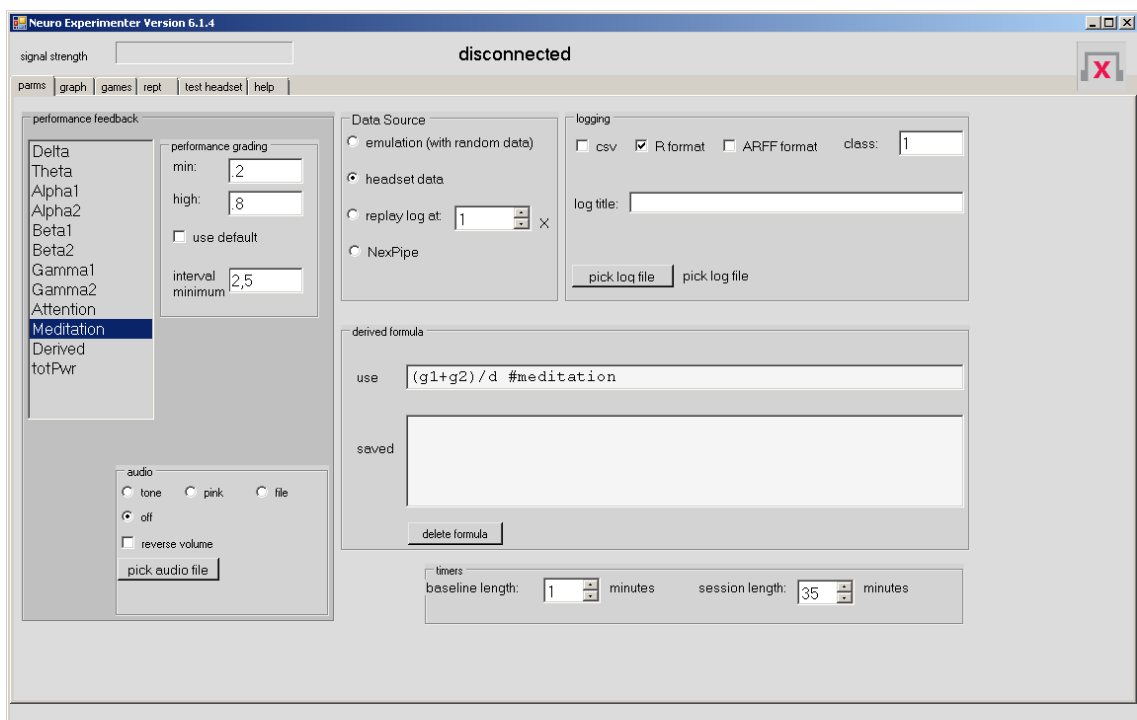 Neuro Experimenter Version 6.1.4
signal strength
disconnected
X
parms graph games rept test headset help
performance feedback
Delta
Theta
Alpha1
Alpha2
Beta1
Beta2
Gamma1
Gamma2
Attention
Meditation
Derived
totPwr
performance grading
min: .2
high: .8
use default
interval
minimum 2,5
audio
tone pink file
off
reverse volume
pick audio file
Data Source
emulation (with random data)
headset data
replay log at: 1 X
NexPipe
logging
csv R format ARFF format class: 1
log title:
pick log file pick log file
derived formula
use (g1+g2)/d #meditation
saved
delete formula
timers
baseline length: 1 minutes session length: 35 minutes